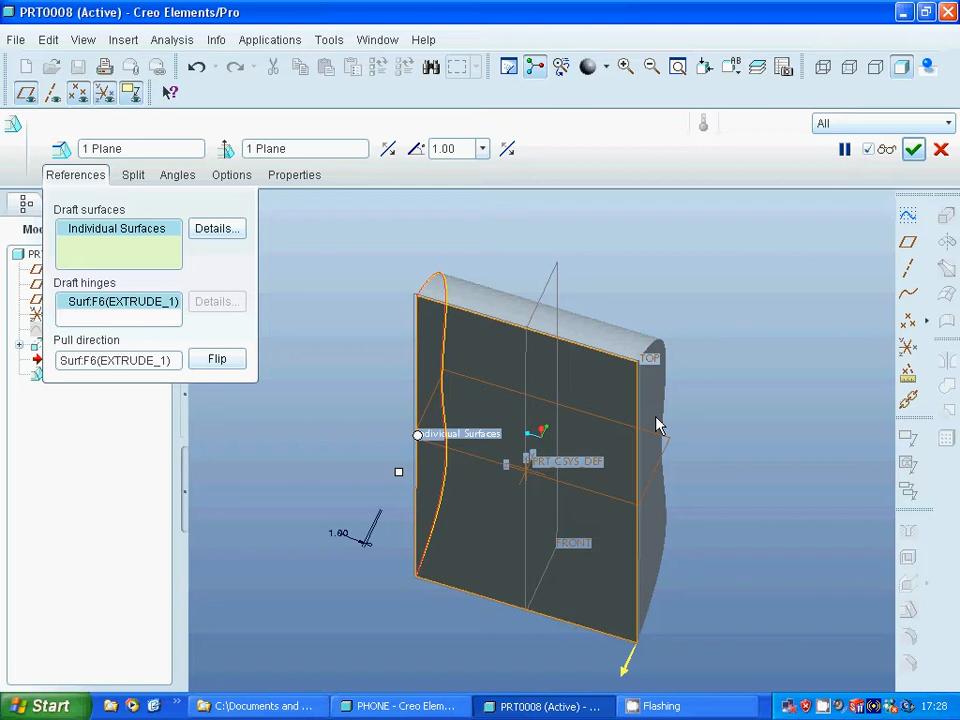 PRT0008 (Active) - Creo Elements/Pro
File Edit View Insert Analysis Info Applications Tools Window Help
All
1 Plane 1 Plane 1.00
References Split Angles Options Properties
Draft surfaces
Individual Surfaces Details...
Draft hinges
Surf:F6(EXTRUDE_1) Details...
Pull direction
Surf:F6(EXTRUDE_1) Flip
Mo
PRT
TOP
Individual Surfaces
PRT_CSYS_DEF
1.00
FRONT
Start C:\Documents and ... PHONE - Creo Elem... PRT0008 (Active) - ... Flashing 17:28